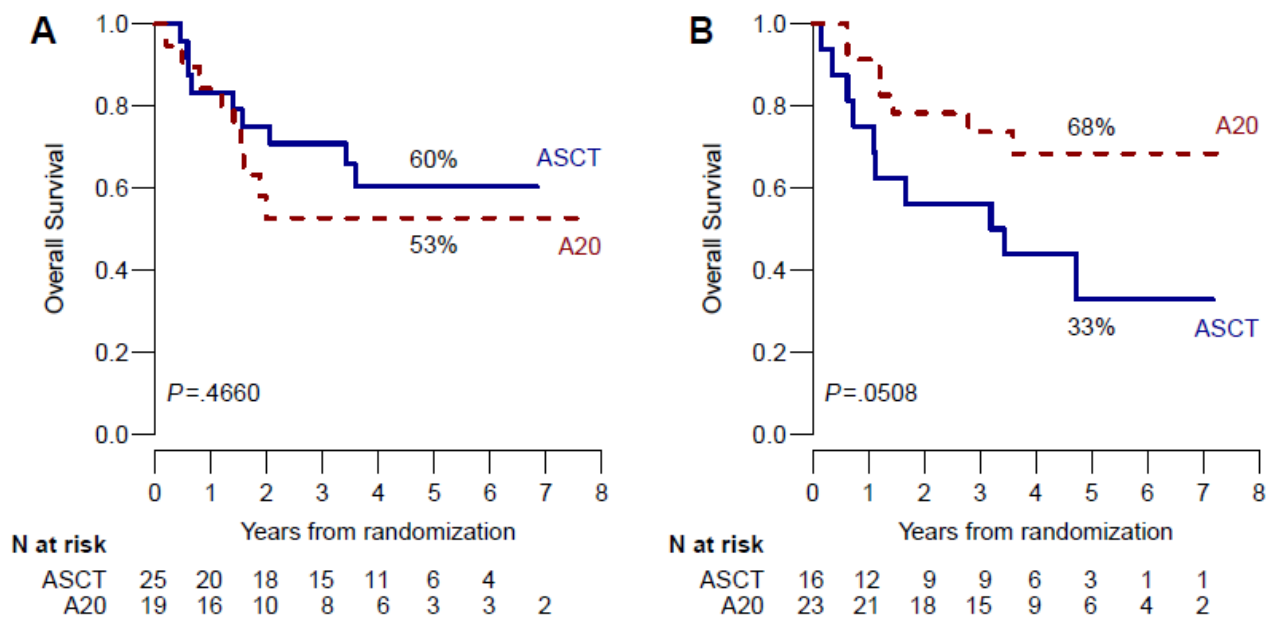 A
Overall Survival
1.0
0.8
0.6
0.4
0.2
0.0
60%
ASCT
53%
A20
P=.4660
0 1 2 3 4 5 6 7 8
Years from randomization
N at risk
ASCT 25 20 18 15 11 6 4
A20 19 16 10 8 6 3 3 2
B
Overall Survival
1.0
0.8
0.6
0.4
0.2
0.0
68%
A20
33%
ASCT
P=.0508
0 1 2 3 4 5 6 7 8
Years from randomization
N at risk
ASCT 16 12 9 9 6 3 1 1
A20 23 21 18 15 9 6 4 2